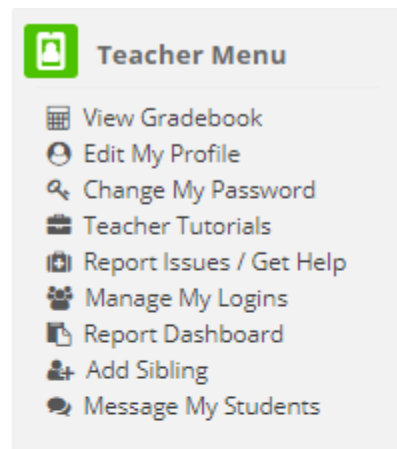 Teacher Menu
View Gradebook
Edit My Profile
Change My Password
Teacher Tutorials
Report Issues / Get Help
Manage My Logins
Report Dashboard
Add Sibling
Message My Students